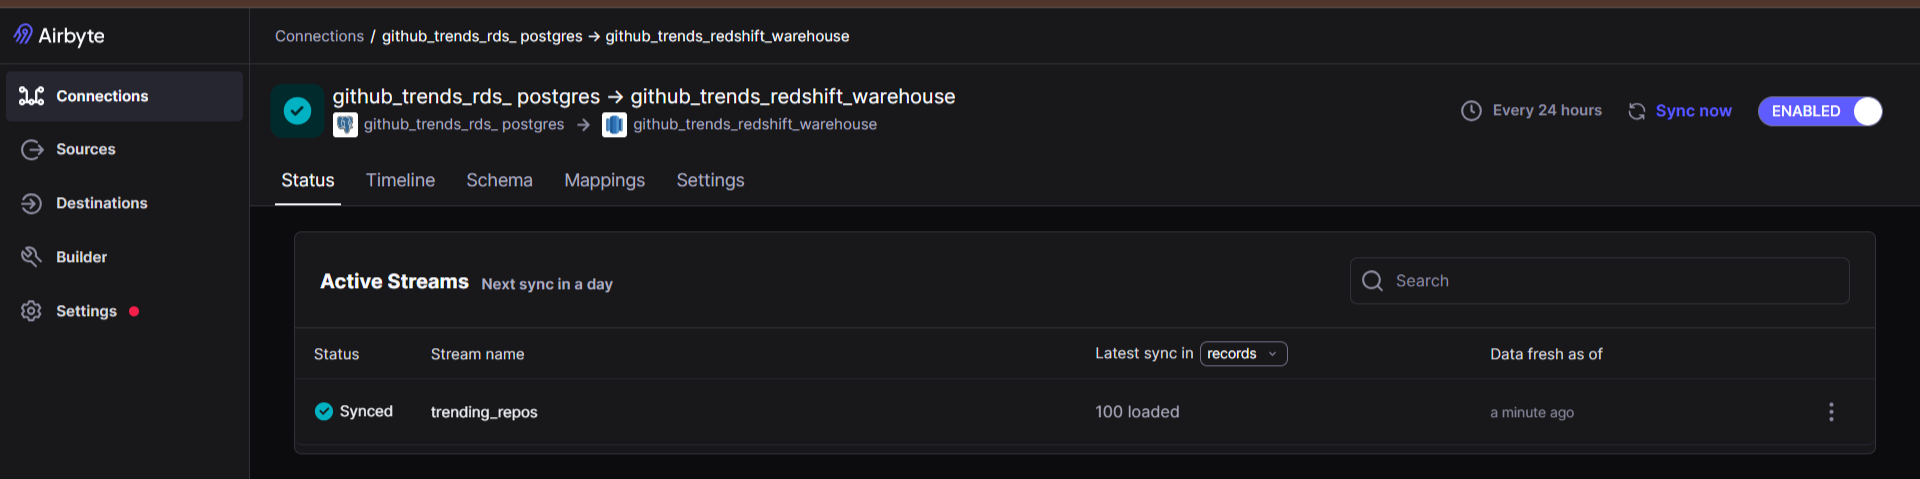 Airbyte
Connections / github_trends_rds_ postgres → github_trends_redshift_warehouse
Connections
Sources
Destinations
Builder
Settings
github_trends_rds_ postgres → github_trends_redshift_warehouse
github_trends_rds_ postgres → github_trends_redshift_warehouse
Every 24 hours Sync now ENABLED
Status Timeline Schema Mappings Settings
Active Streams Next sync in a day Search
Status Stream name Latest sync in records Data fresh as of
Synced trending_repos 100 loaded a minute ago